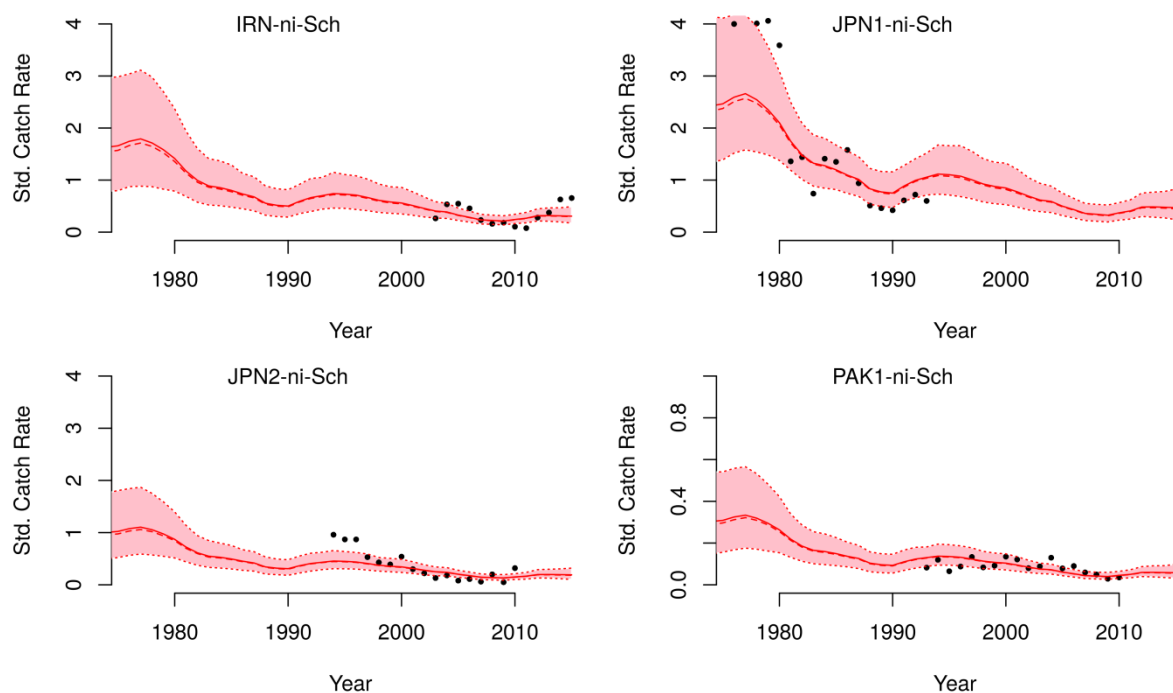 IRN-ni-Sch
Std. Catch Rate
4
3
2
1
0
1980 1990 2000 2010
Year
JPN1-ni-Sch
Std. Catch Rate
4
3
2
1
0
1980 1990 2000 2010
Year
JPN2-ni-Sch
Std. Catch Rate
4
3
2
1
0
1980 1990 2000 2010
Year
PAK1-ni-Sch
Std. Catch Rate
0.8
0.4
0.0
1980 1990 2000 2010
Year